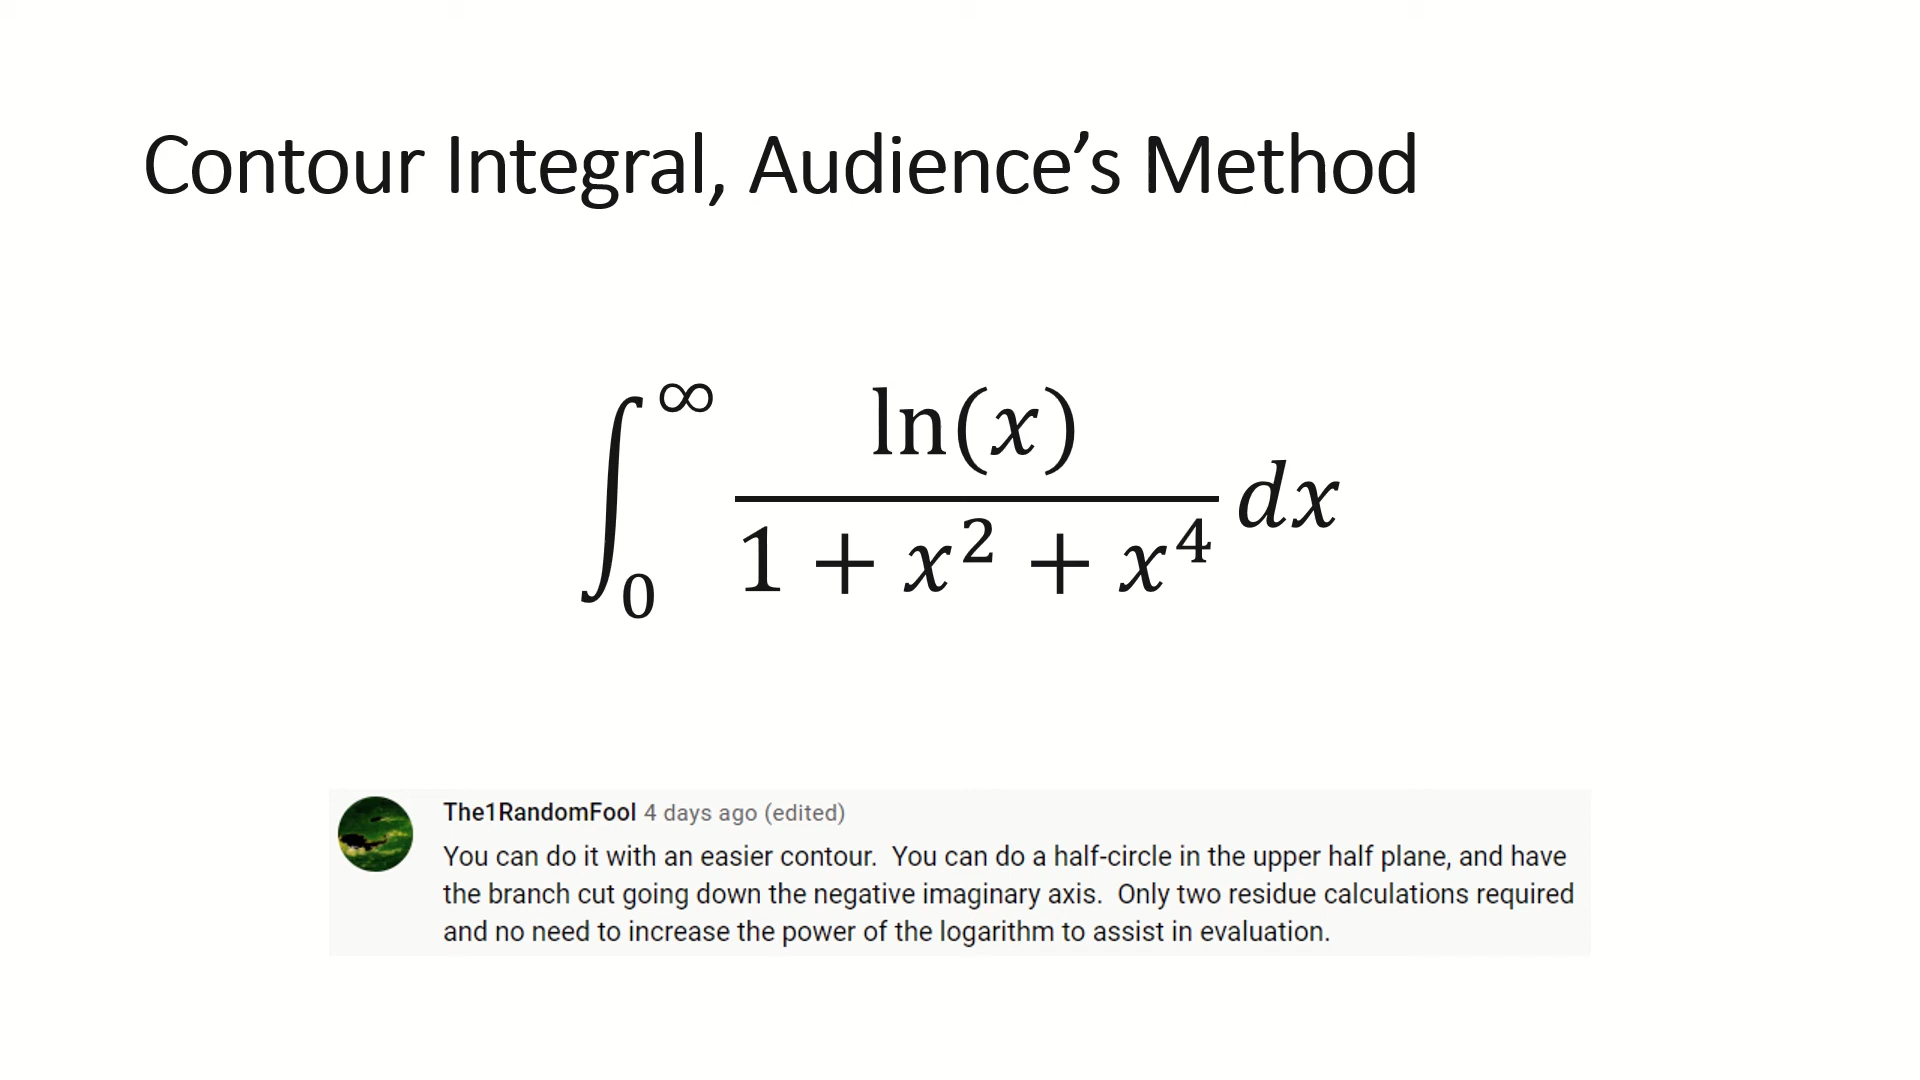 Contour Integral, Audience’s Method
∫₀^∞ ln(x) / (1 + x² + x⁴) dx
The1RandomFool 4 days ago (edited)
You can do it with an easier contour.  You can do a half-circle in the upper half plane, and have
the branch cut going down the negative imaginary axis.  Only two residue calculations required
and no need to increase the power of the logarithm to assist in evaluation.